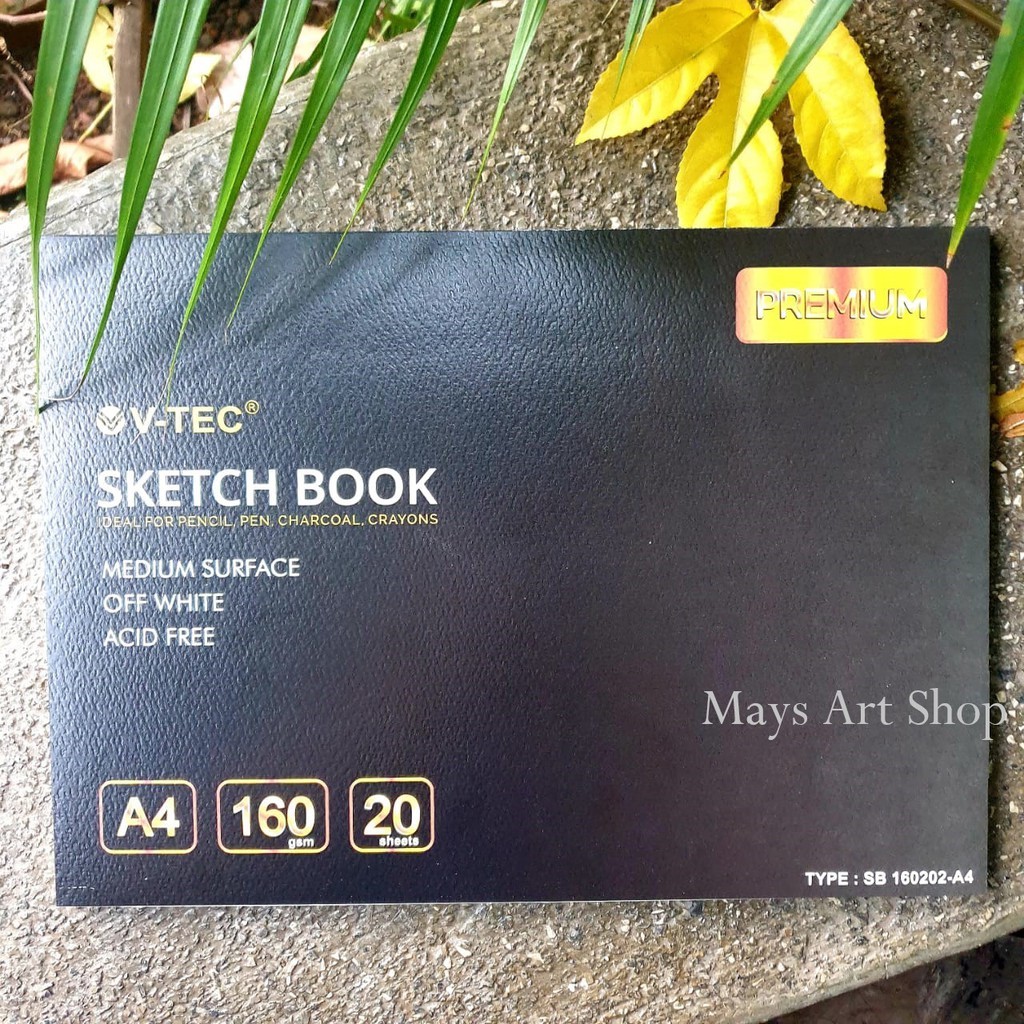 PREMIUM
V-TEC®
SKETCH BOOK
IDEAL FOR PENCIL, PEN, CHARCOAL, CRAYONS
MEDIUM SURFACE
OFF WHITE
ACID FREE
Mays Art Shop
A4
160 gsm
20 sheets
TYPE : SB 160202-A4